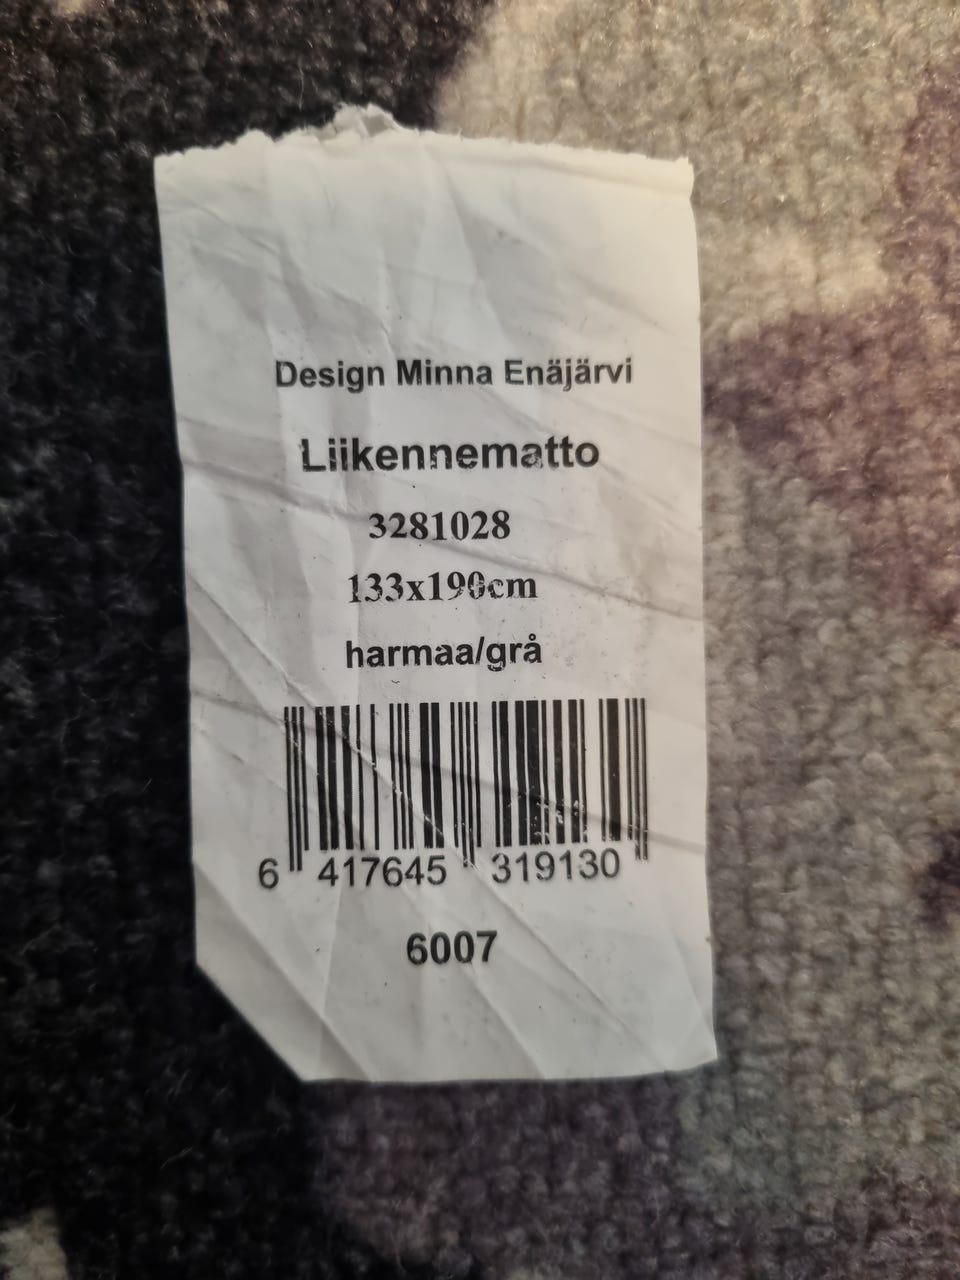 Design Minna Enäjärvi
Liikennematto
3281028
133x190cm
harmaa/grå
6 417645 319130
6007